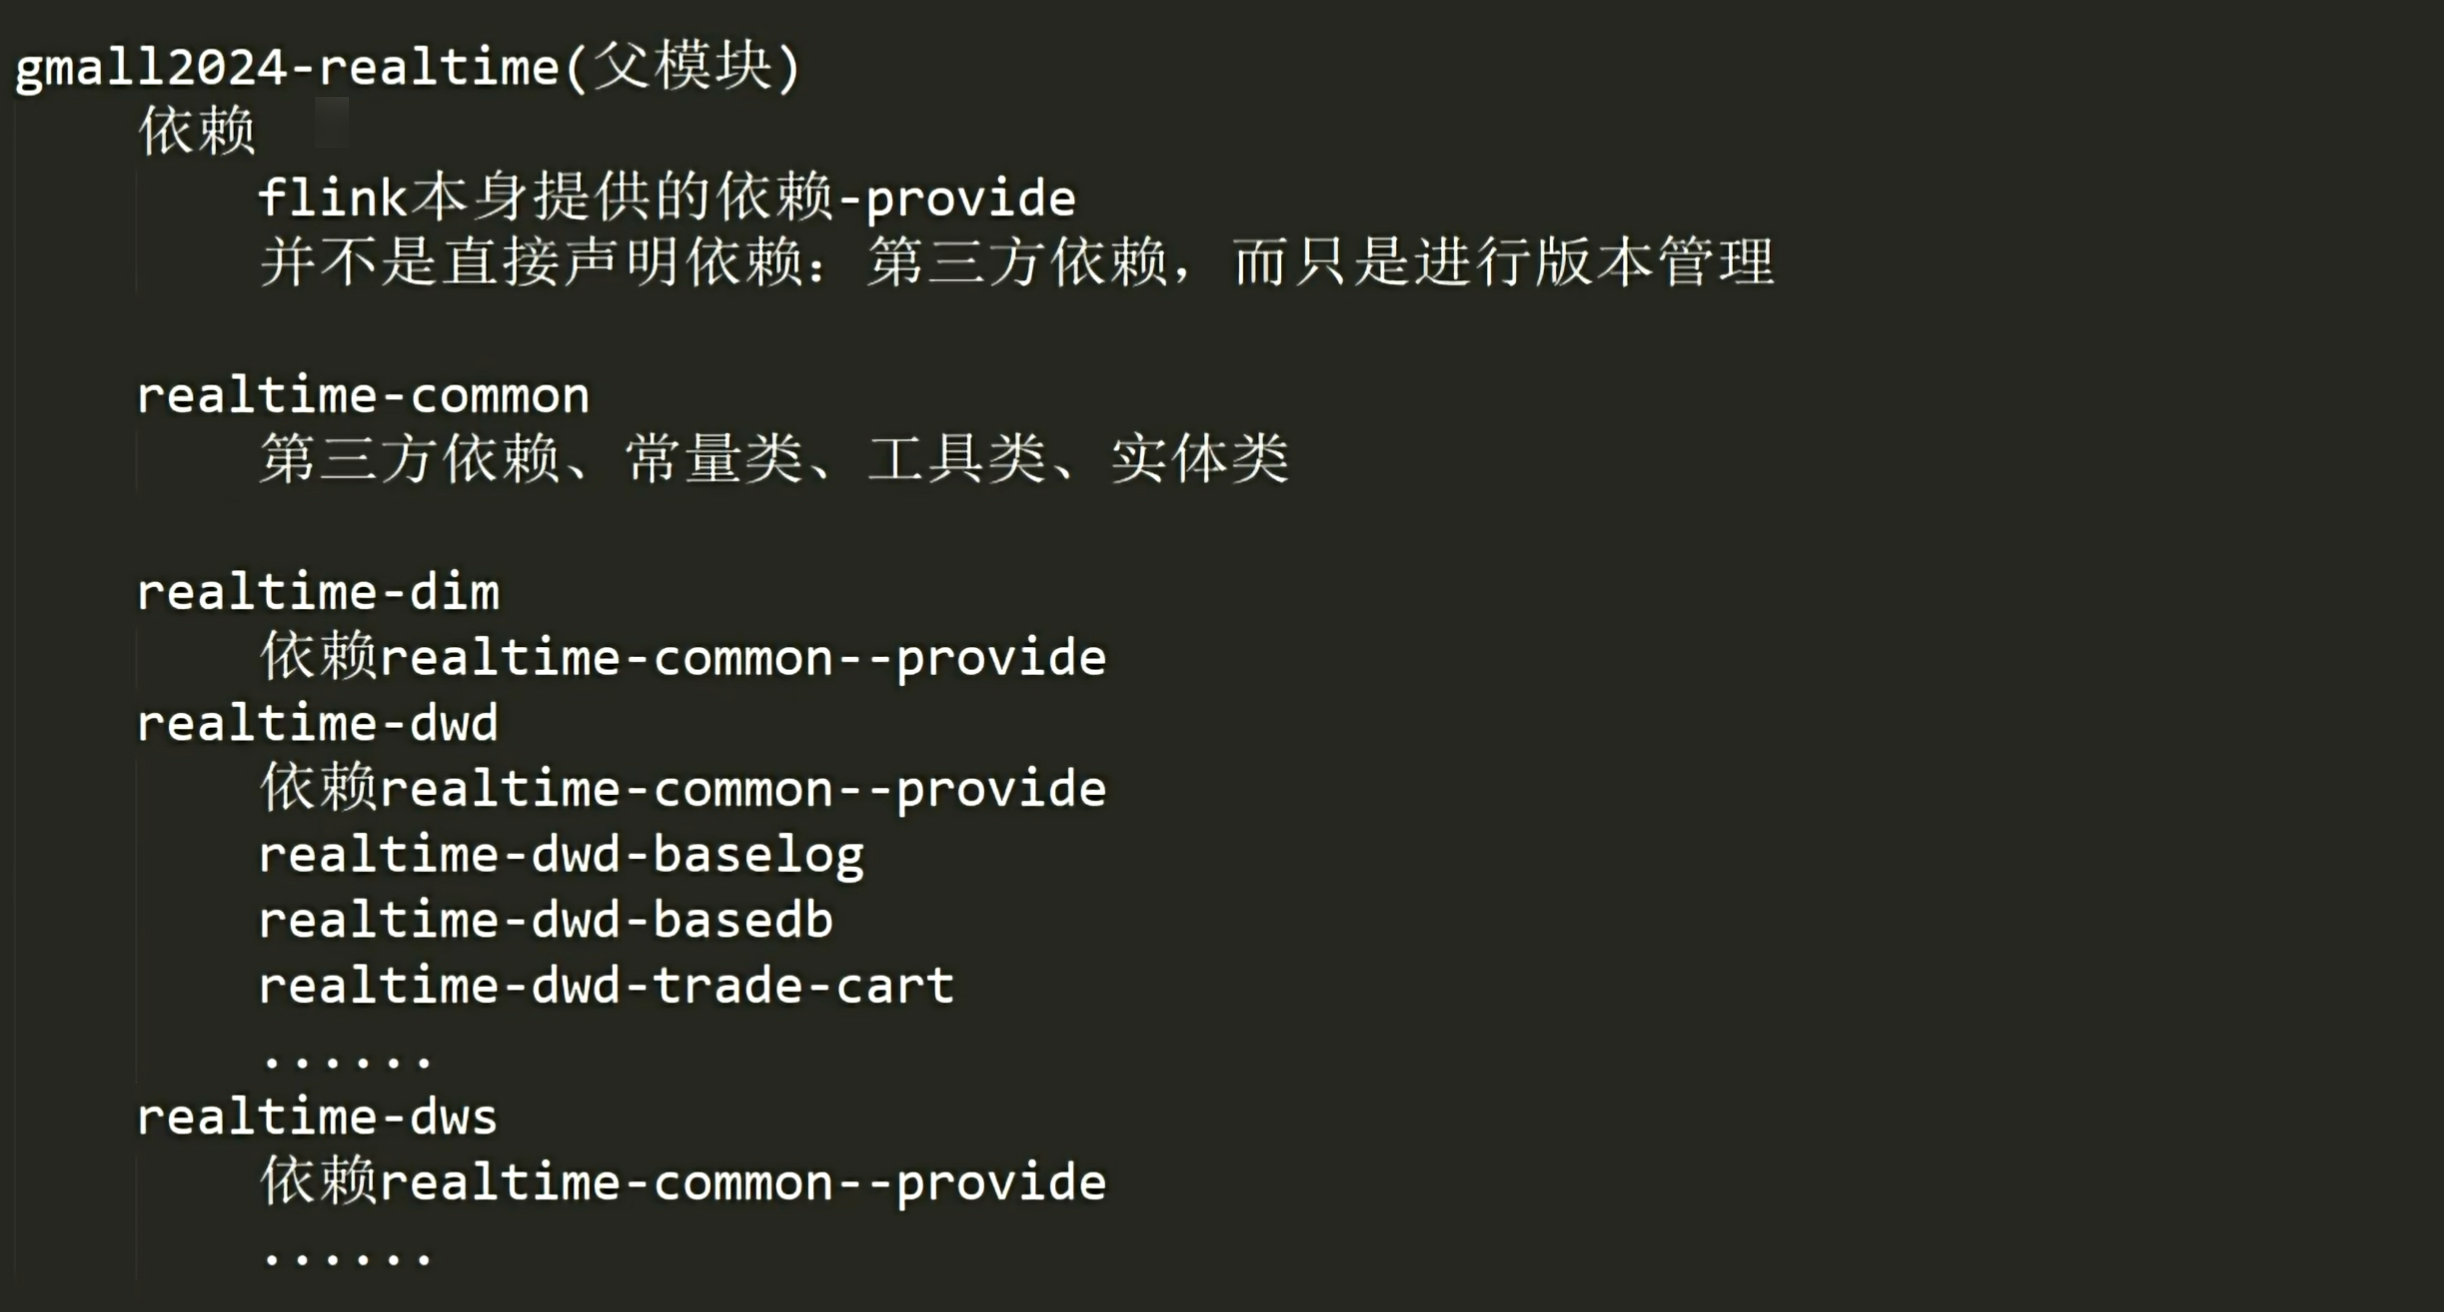 gmall2024-realtime(父模块)
依赖
flink本身提供的依赖-provide
并不是直接声明依赖：第三方依赖，而只是进行版本管理
realtime-common
第三方依赖、常量类、工具类、实体类
realtime-dim
依赖realtime-common--provide
realtime-dwd
依赖realtime-common--provide
realtime-dwd-baselog
realtime-dwd-basedb
realtime-dwd-trade-cart
......
realtime-dws
依赖realtime-common--provide
......